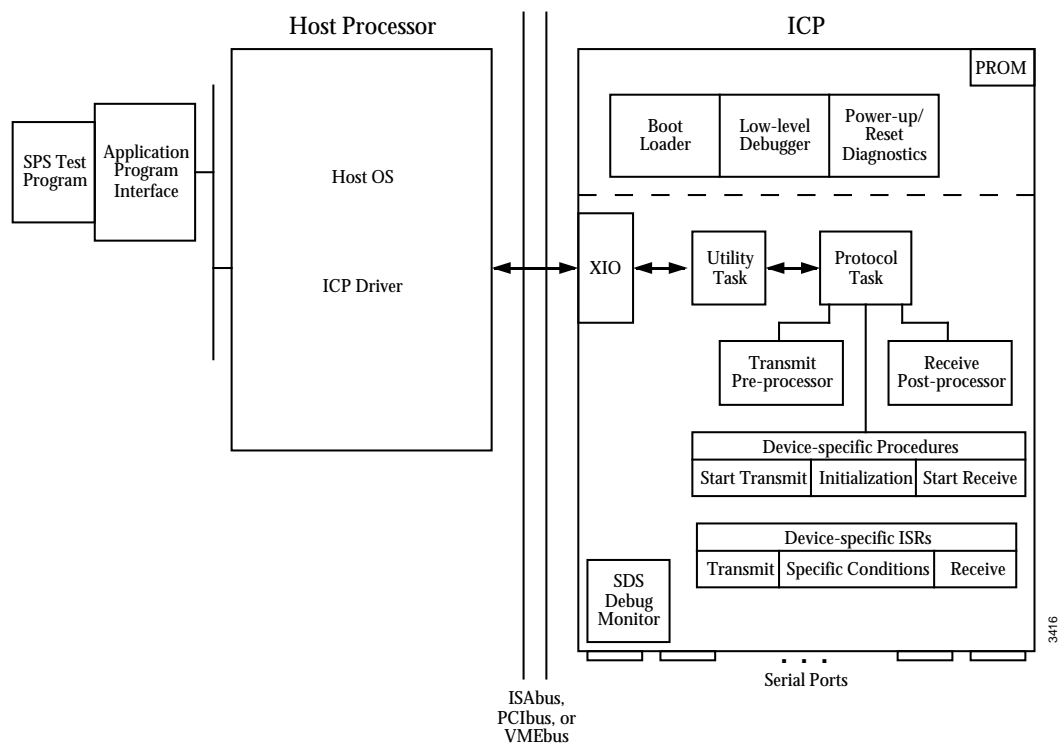 Host Processor
ICP
PROM
Boot
Loader
Low-level
Debugger
Power-up/
Reset
Diagnostics
SPS Test
Program
Application
Program
Interface
Host OS
ICP Driver
XIO
Utility
Task
Protocol
Task
Transmit
Pre-processor
Receive
Post-processor
Device-specific Procedures
Start Transmit
Initialization
Start Receive
Device-specific ISRs
Transmit
Specific Conditions
Receive
SDS
Debug
Monitor
. . .
Serial Ports
ISAbus,
PCIbus, or
VMEbus
3416